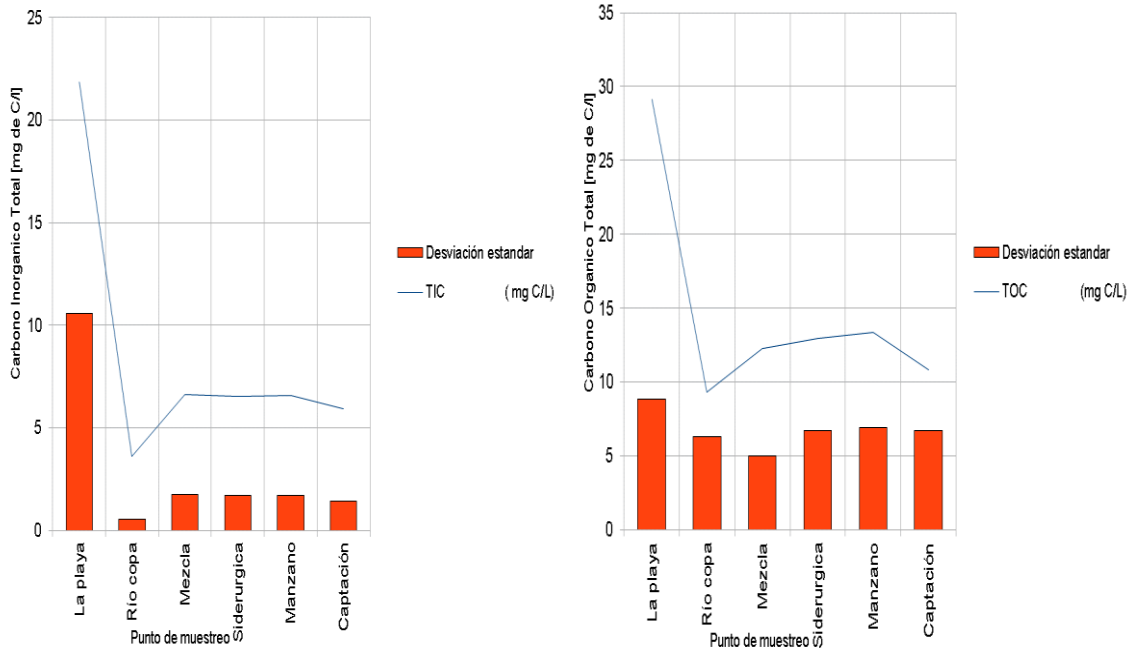 Carbono Inorganico Total [mg de C/l]
25
20
15
10
5
0
La playa
Río copa
Mezcla
Siderurgica
Manzano
Captación
Punto de muestreo
Desviación estandar
TIC ( mg C/L)
Carbono Organico Total [mg de C/l]
35
30
25
20
15
10
5
0
La playa
Río copa
Mezcla
Siderurgica
Manzano
Captación
Punto de muestreo
Desviación estandar
TOC (mg C/L)